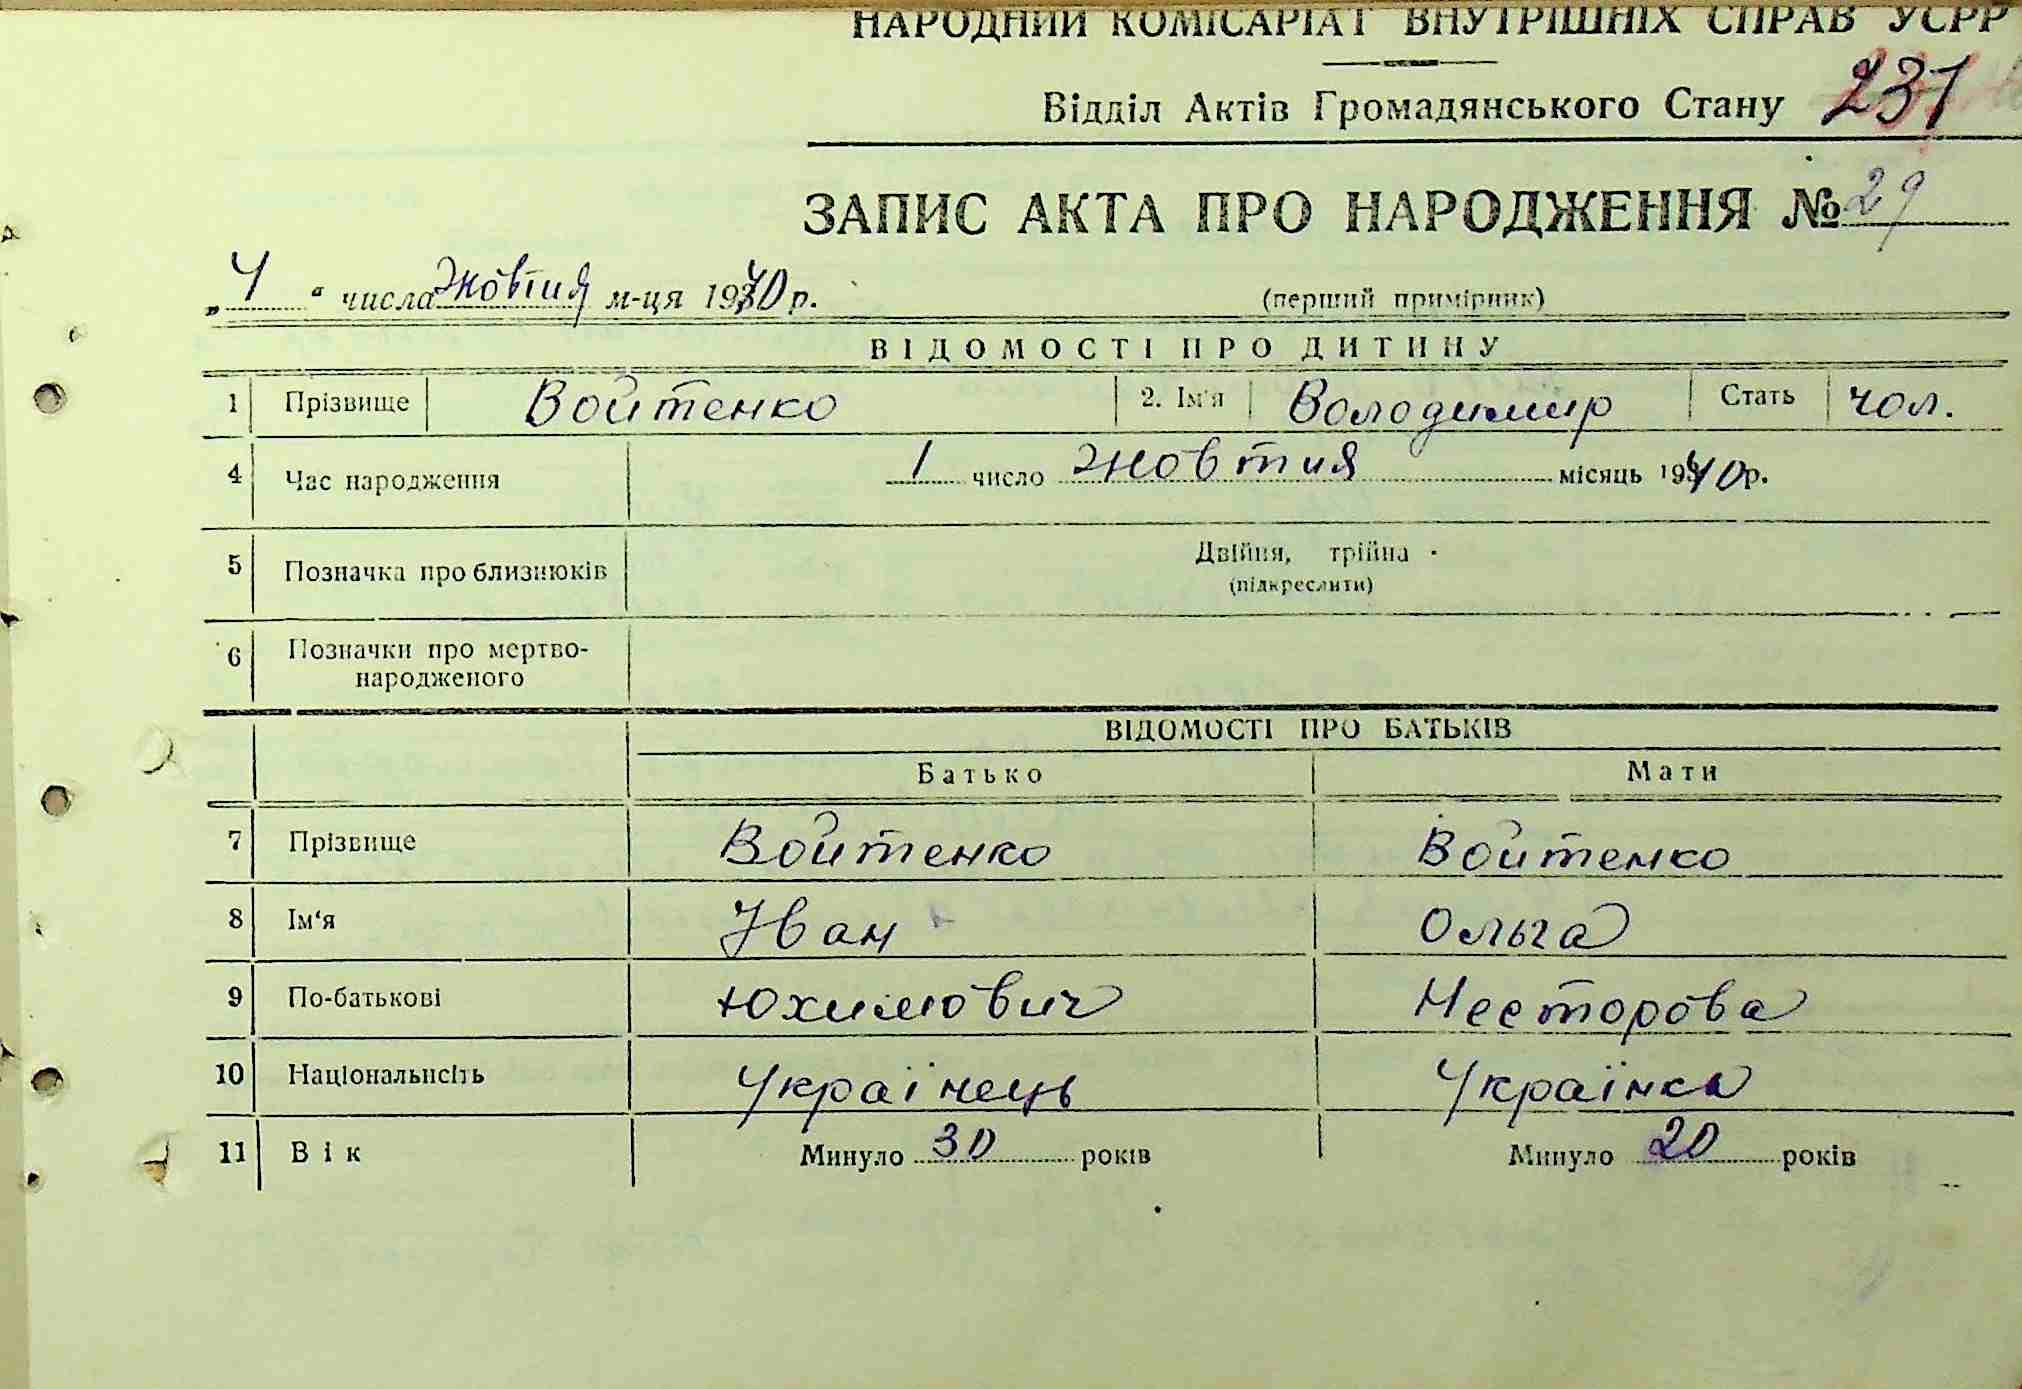 НАРОДНИЙ КОМІСАРІАТ ВНУТРІШНІХ СПРАВ УСРР
Відділ Актів Громадянського Стану 231
ЗАПИС АКТА ПРО НАРОДЖЕННЯ № 29
„4“ числа жовтня м-ця 1940 р. (перший примірник)
ВІДОМОСТІ ПРО ДИТИНУ
1 Прізвище Войтенко 2. Ім'я Володимир Стать чол.
4 Час народження 1 число жовтня місяць 1940 р.
5 Позначка про близнюків Двійня, трійна
(підкреслити)
6 Позначки про мертво-
народженого
ВІДОМОСТІ ПРО БАТЬКІВ
Батько Мати
7 Прізвище Войтенко Войтенко
8 Ім‘я Іван Ольга
9 По-батькові Юхимович Несторова
10 Національність Українець Українка
11 Вік Минуло 30 років Минуло 20 років